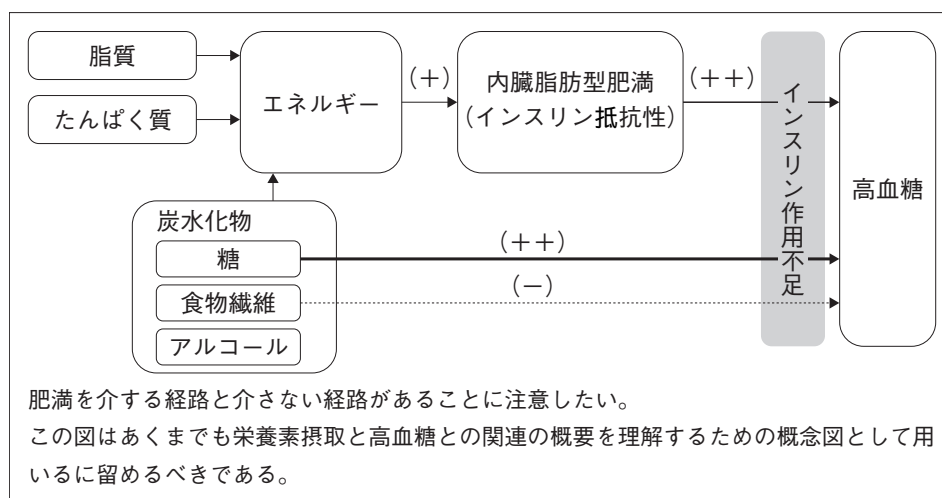 脂質
たんぱく質
エネルギー
(+)
内臓脂肪型肥満
(インスリン抵抗性)
(++)
インスリン作用不足
高血糖
炭水化物
糖
(++)
食物繊維
(-)
アルコール
肥満を介する経路と介さない経路があることに注意したい。
この図はあくまでも栄養素摂取と高血糖との関連の概要を理解するための概念図として用
いるに留めるべきである。